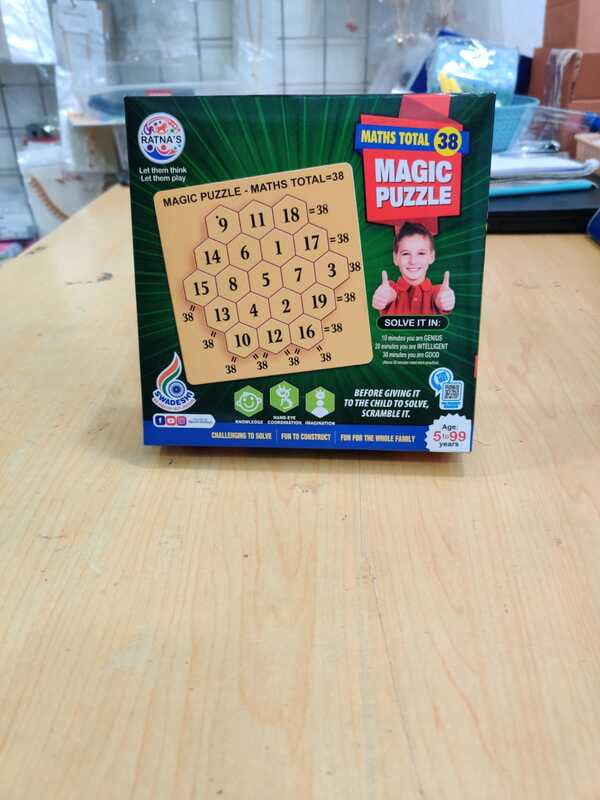 RATNA'S
Let them think
Let them play
MATHS TOTAL 38
MAGIC
PUZZLE
MAGIC PUZZLE - MATHS TOTAL=38
9 11 18 =38
14 6 1 17 =38
15 8 5 7 3 38
13 4 2 19 =38
10 12 16 =38
38 38 38 38 38
SOLVE IT IN:
10 minutes you are GENIUS
20 minutes you are INTELLIGENT
30 minutes you are GOOD
SWADESHI
KNOWLEDGE
HAND-EYE
COORDINATION
IMAGINATION
BEFORE GIVING IT
TO THE CHILD TO SOLVE,
SCRAMBLE IT.
CHALLENGING TO SOLVE
FUN TO CONSTRUCT
FUN FOR THE WHOLE FAMILY
Age:
5to99
years